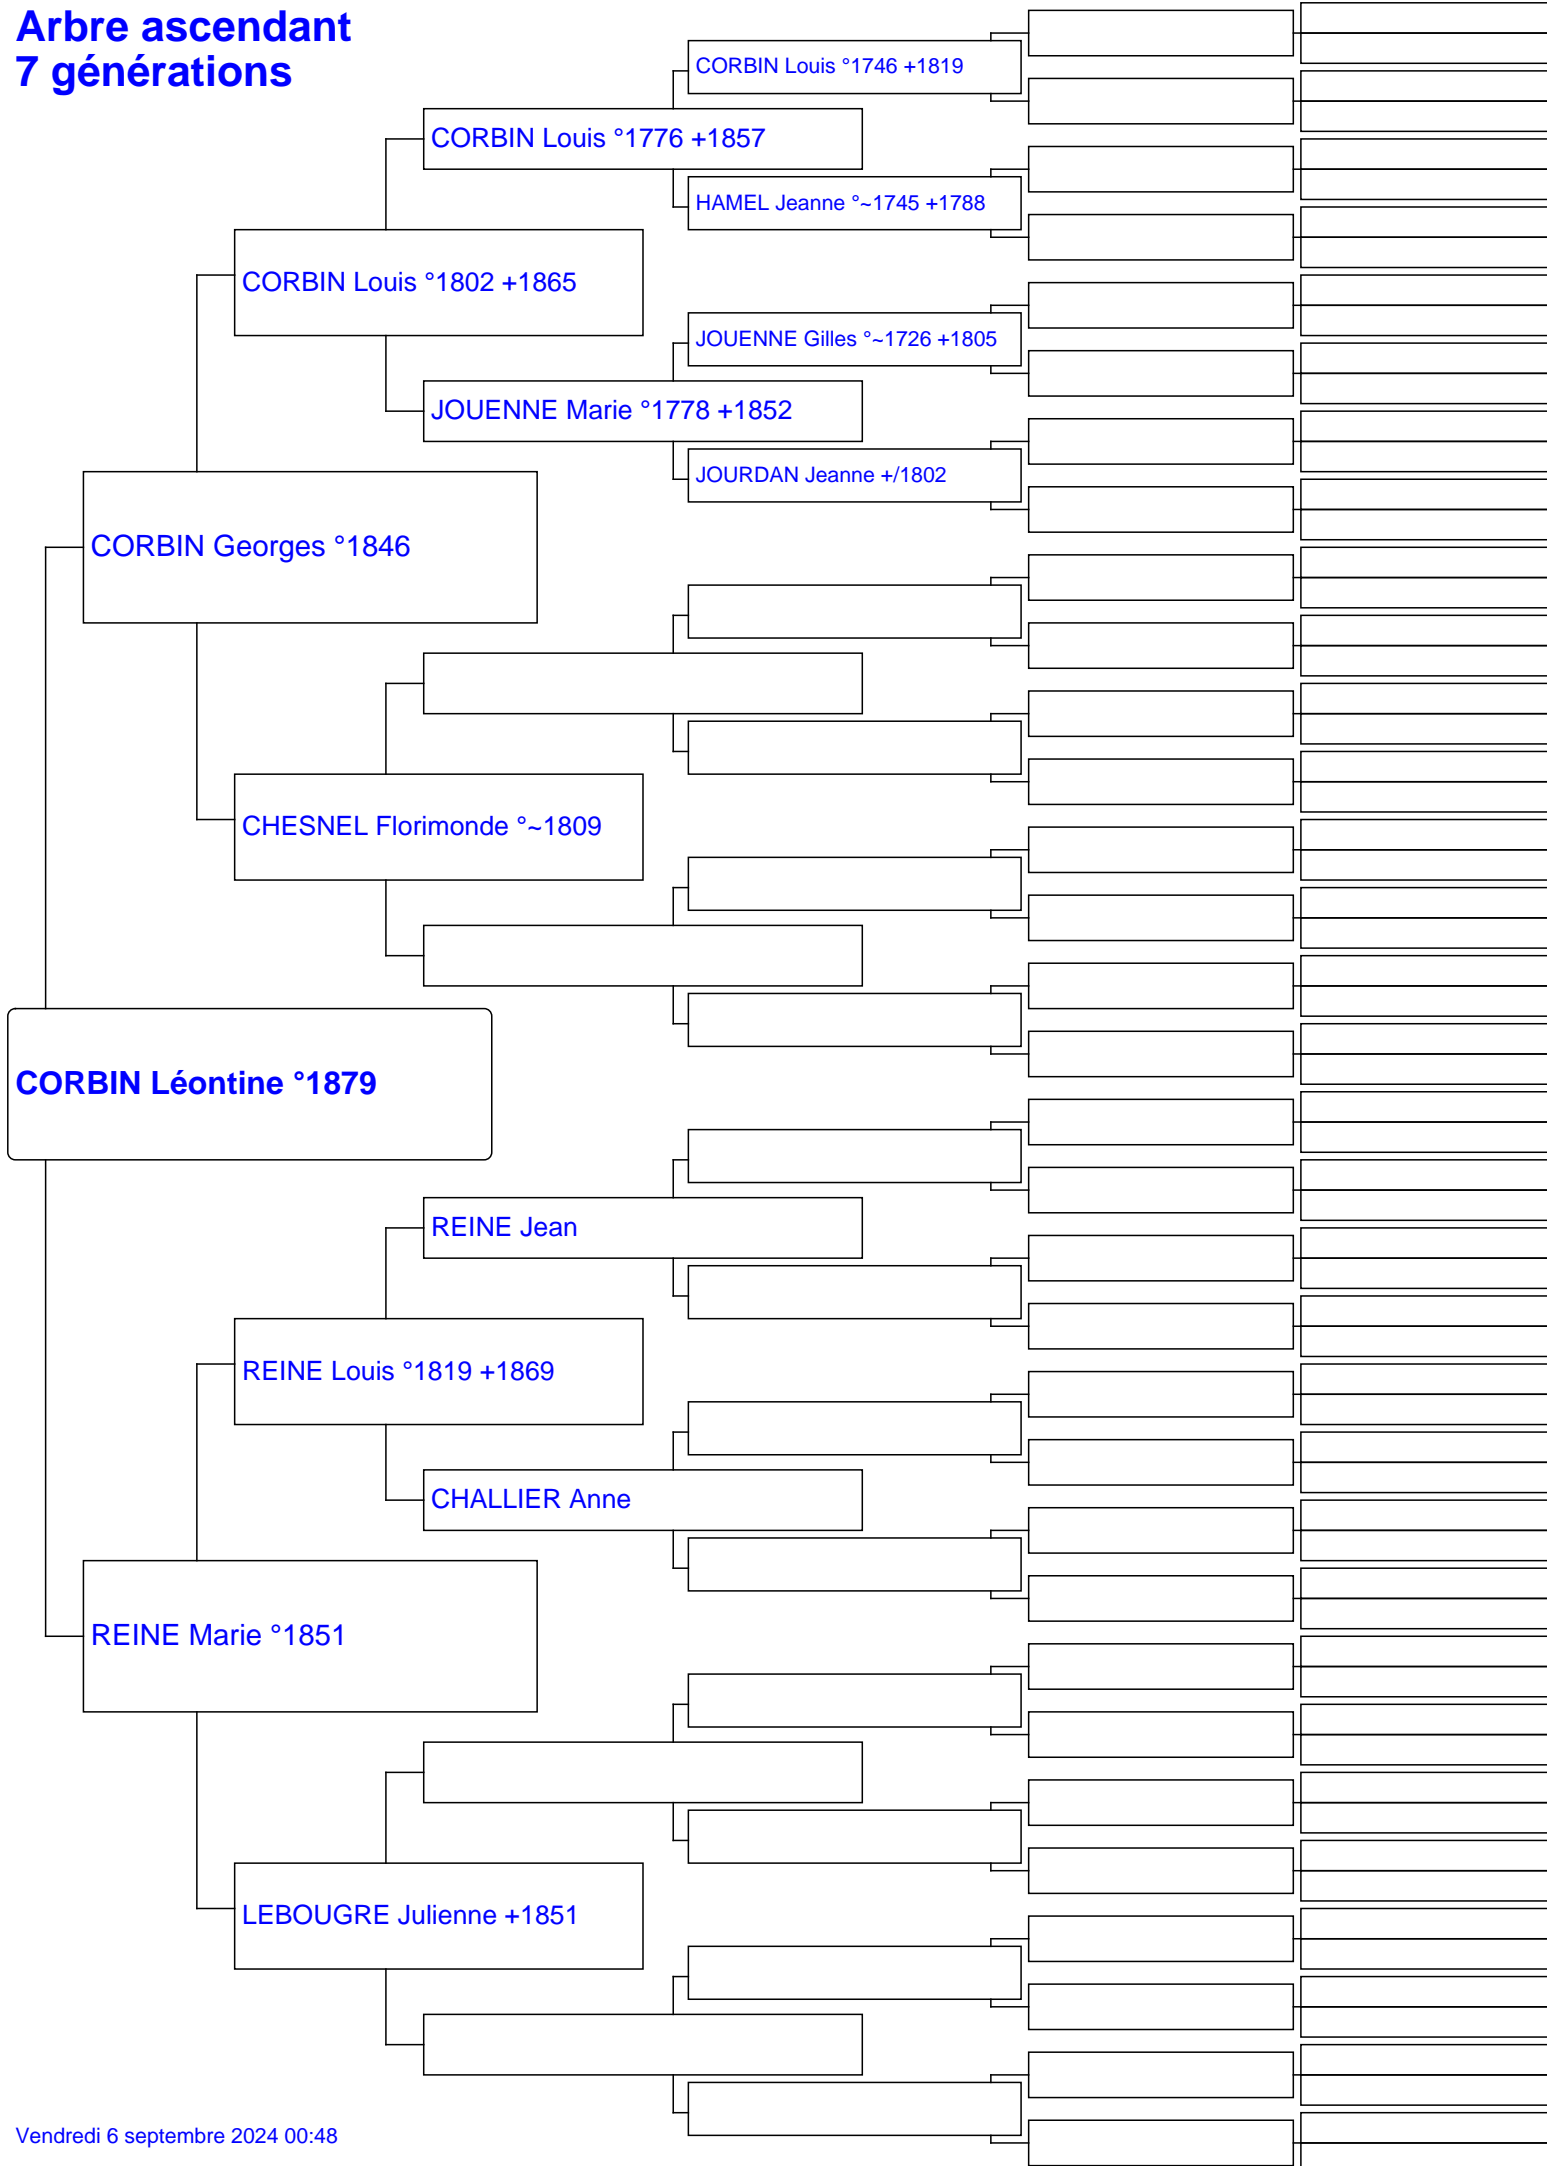 Arbre ascendant
7 générations
CORBIN Louis °1746 +1819
CORBIN Louis °1776 +1857
HAMEL Jeanne °~1745 +1788
CORBIN Louis °1802 +1865
JOUENNE Gilles °~1726 +1805
JOUENNE Marie °1778 +1852
JOURDAN Jeanne +/1802
CORBIN Georges °1846
CHESNEL Florimonde °~1809
CORBIN Léontine °1879
REINE Jean
REINE Louis °1819 +1869
CHALLIER Anne
REINE Marie °1851
LEBOUGRE Julienne +1851
Vendredi 6 septembre 2024 00:48